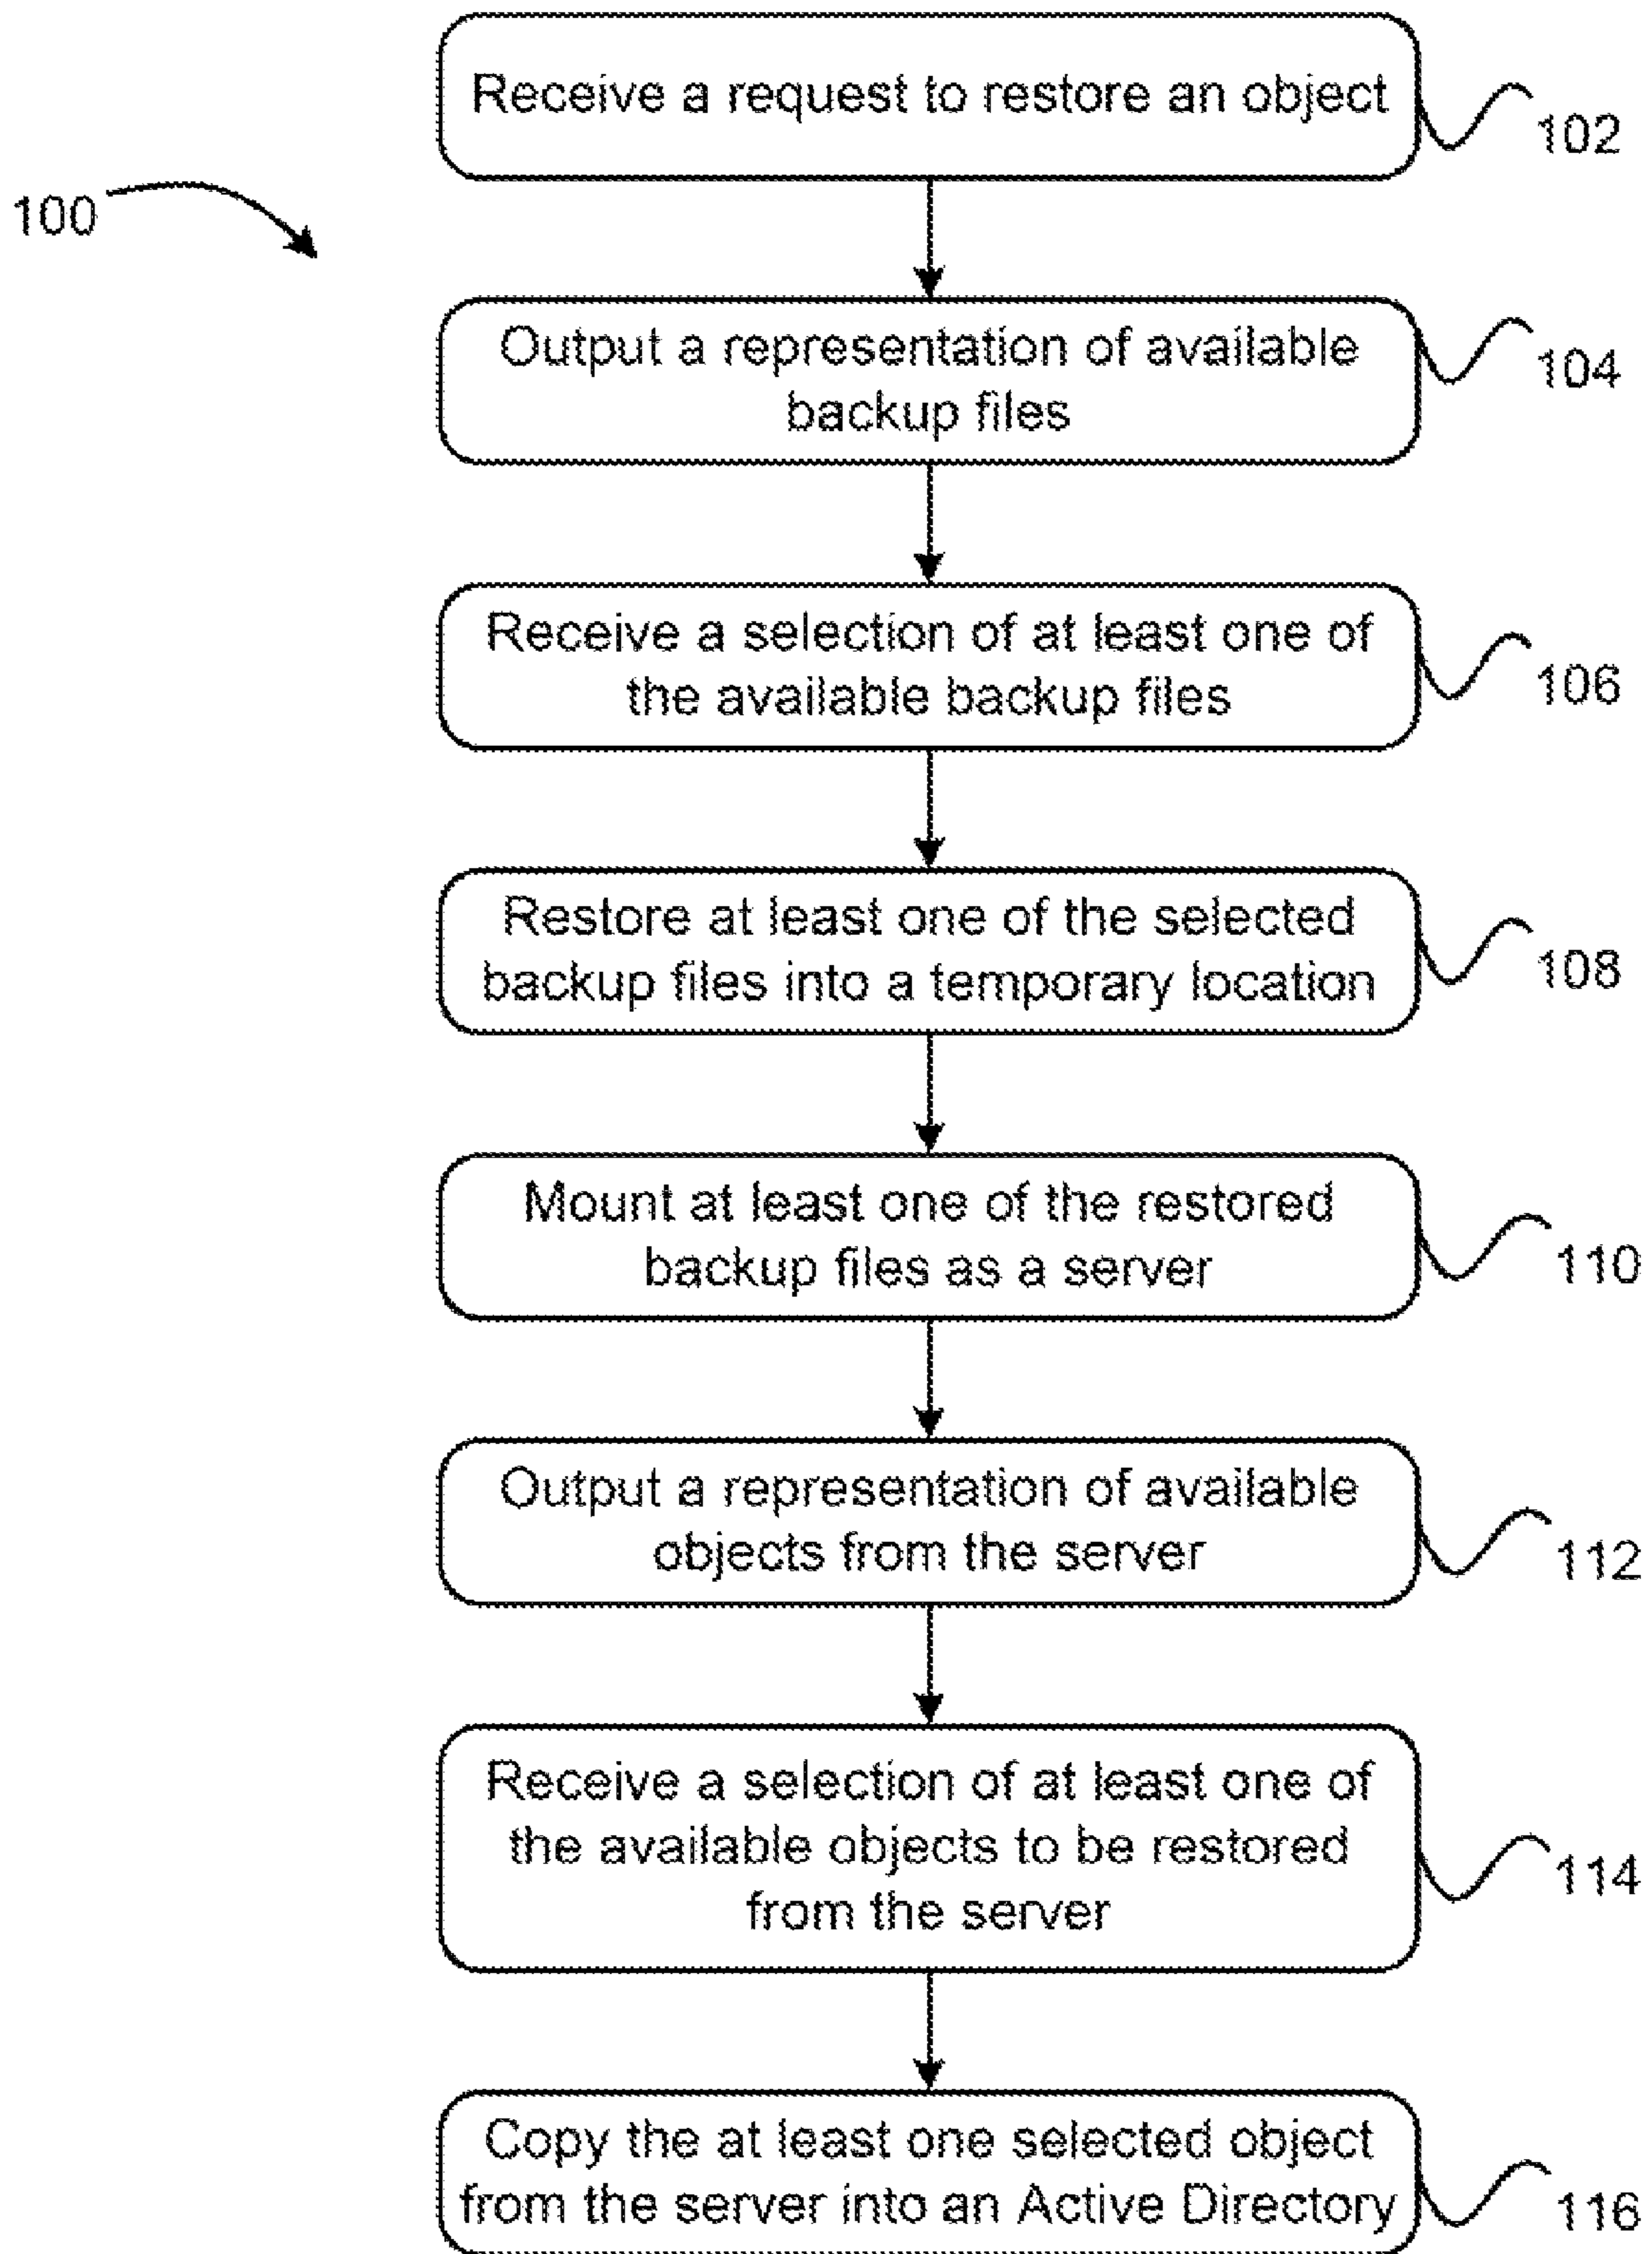 Receive a request to restore an object
102
100
Output a representation of available
backup files
104
Receive a selection of at least one of
the available backup files
106
Restore at least one of the selected
backup files into a temporary location
108
Mount at least one of the restored
backup files as a server
110
Output a representation of available
objects from the server
112
Receive a selection of at least one of
the available objects to be restored
from the server
114
Copy the at least one selected object
from the server into an Active Directory
116